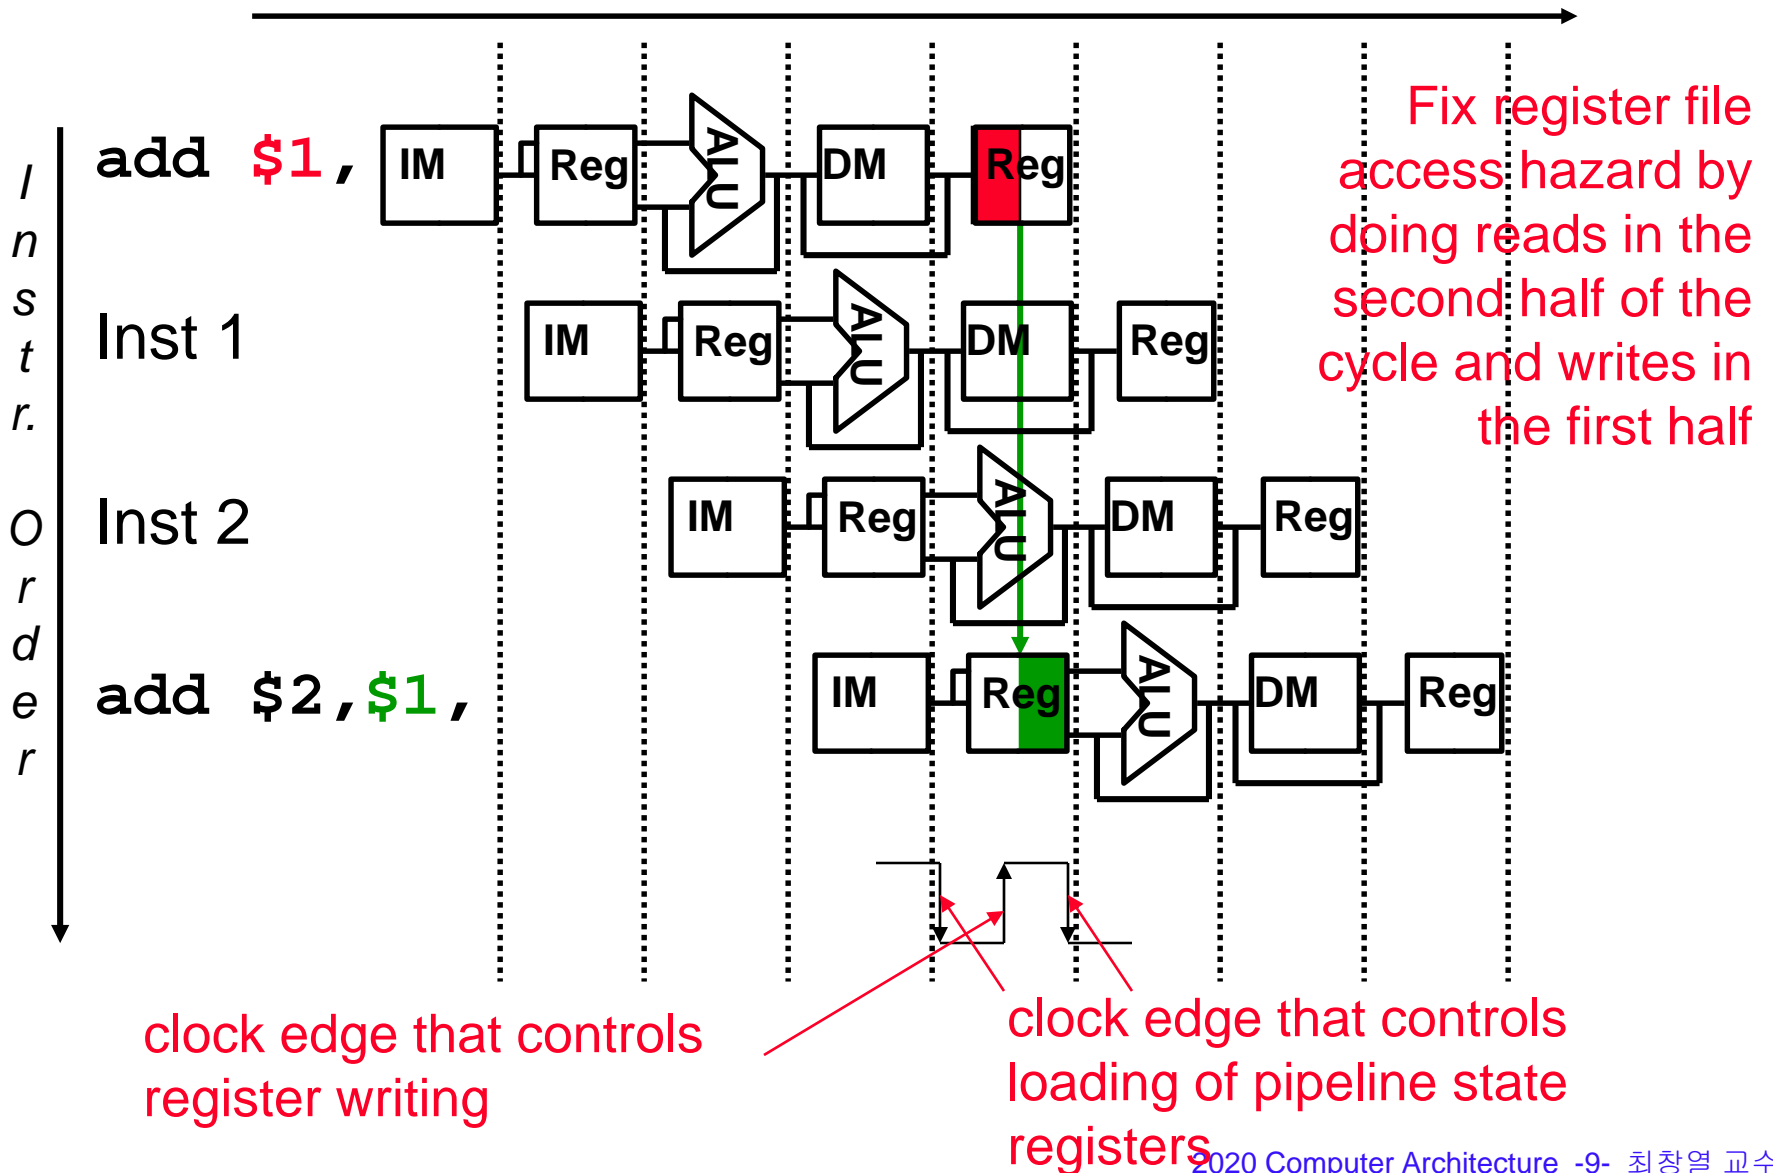 Instr. Order
add $1,
IM Reg ALU DM Reg
Inst 1
IM Reg ALU DM Reg
Inst 2
IM Reg ALU DM Reg
add $2,$1,
IM Reg ALU DM Reg
Fix register file
access hazard by
doing reads in the
second half of the
cycle and writes in
the first half
clock edge that controls
register writing
clock edge that controls
loading of pipeline state
registers
2020 Computer Architecture -9- 최창열 교수